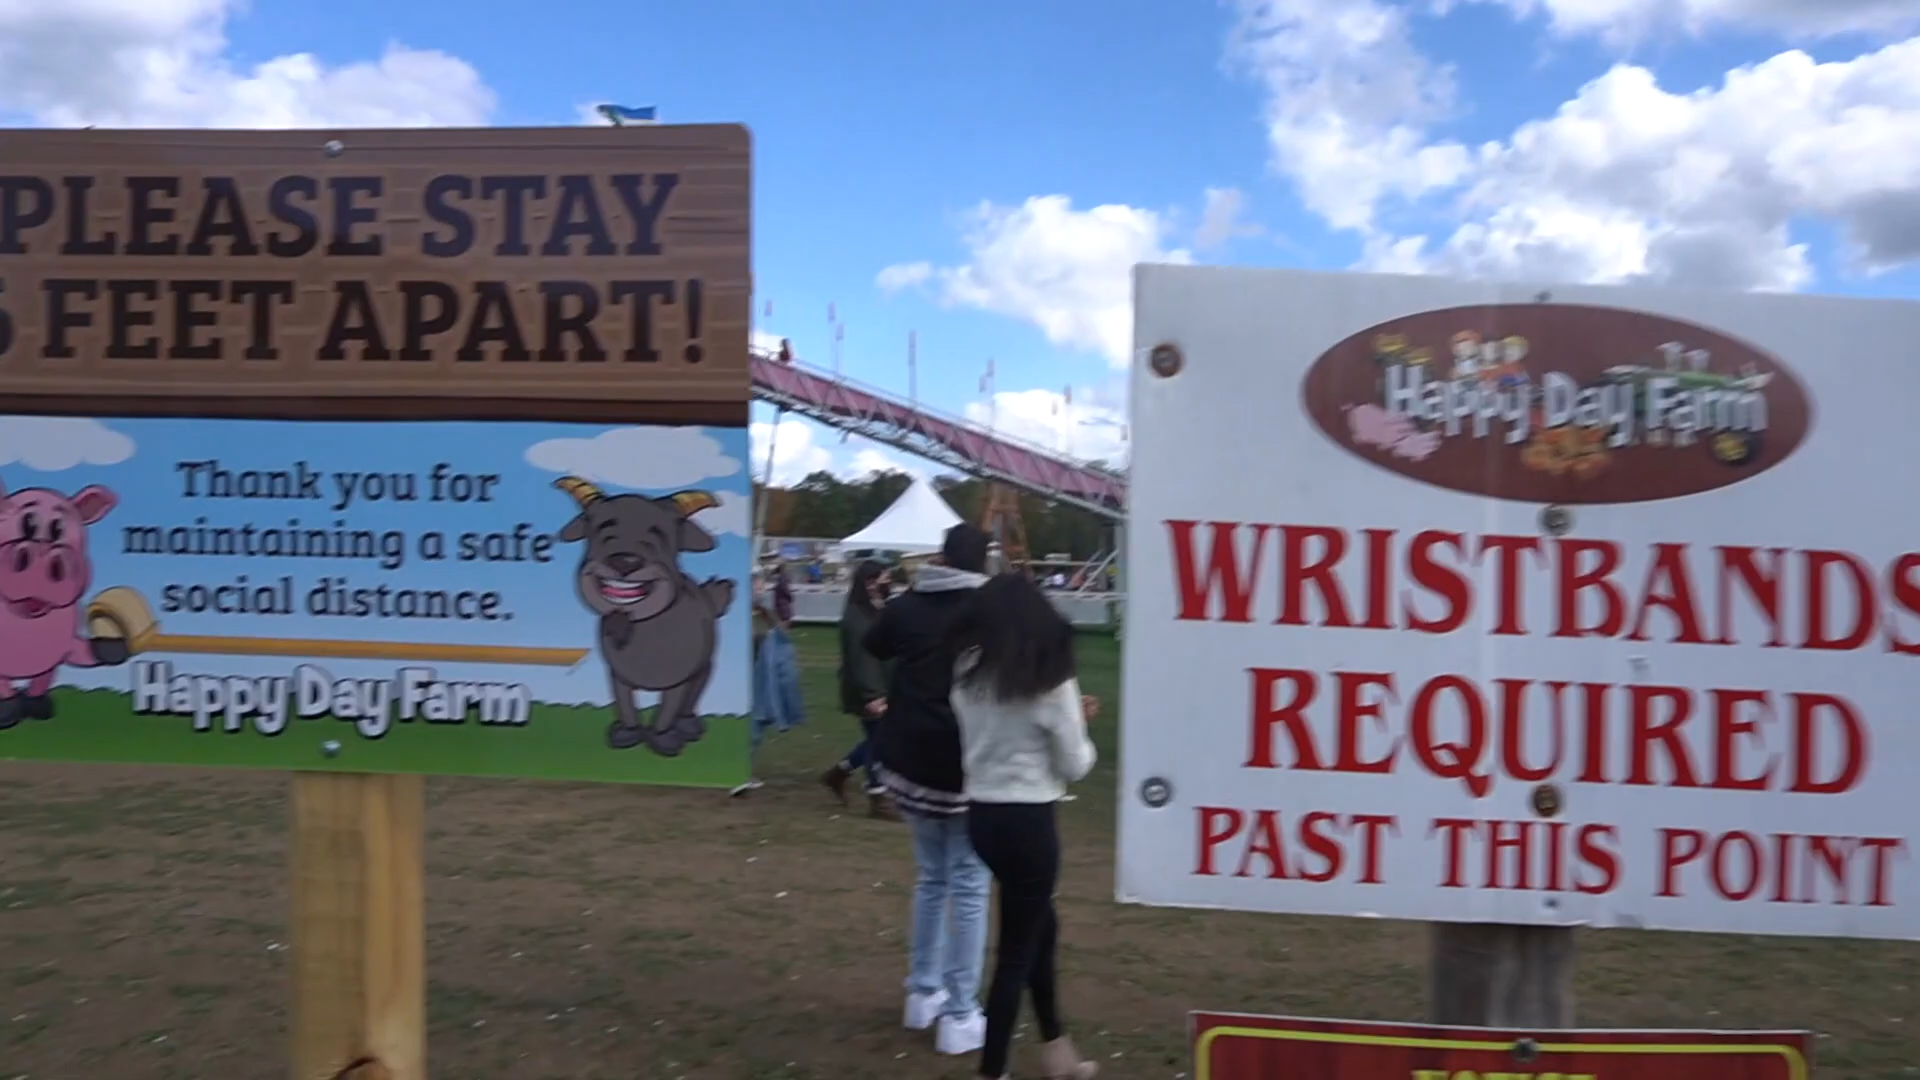 PLEASE STAY
6 FEET APART!
Thank you for
maintaining a safe
social distance.
Happy Day Farm
Happy Day Farm
WRISTBANDS
REQUIRED
PAST THIS POINT